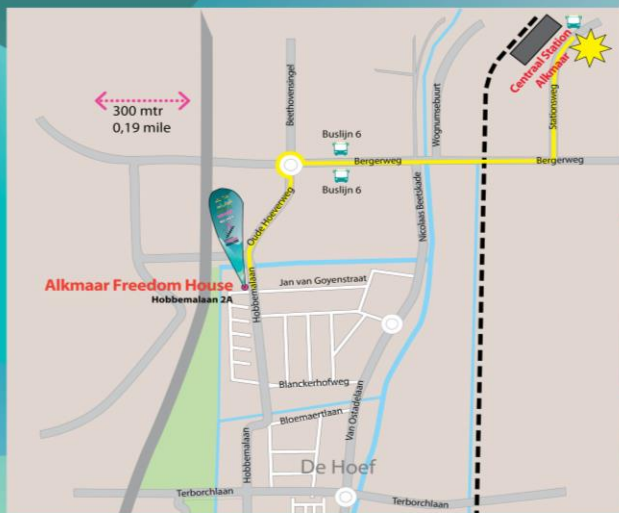 Centraal Station
Alkmaar
300 mtr
0,19 mile
Beethovensingel
Wognumsebuurt
Stationsweg
Buslijn 6
Bergerweg
Bergerweg
Buslijn 6
Oude Hoeverweg
Nicolaas Beetskade
Alkmaar Freedom House
Hobbemalaan 2A
Hobbemalaan
Jan van Goyenstraat
Blanckerhofweg
Bloemaertlaan
Van Ostadelaan
Hobbemalaan
De Hoef
Terborchlaan
Terborchlaan